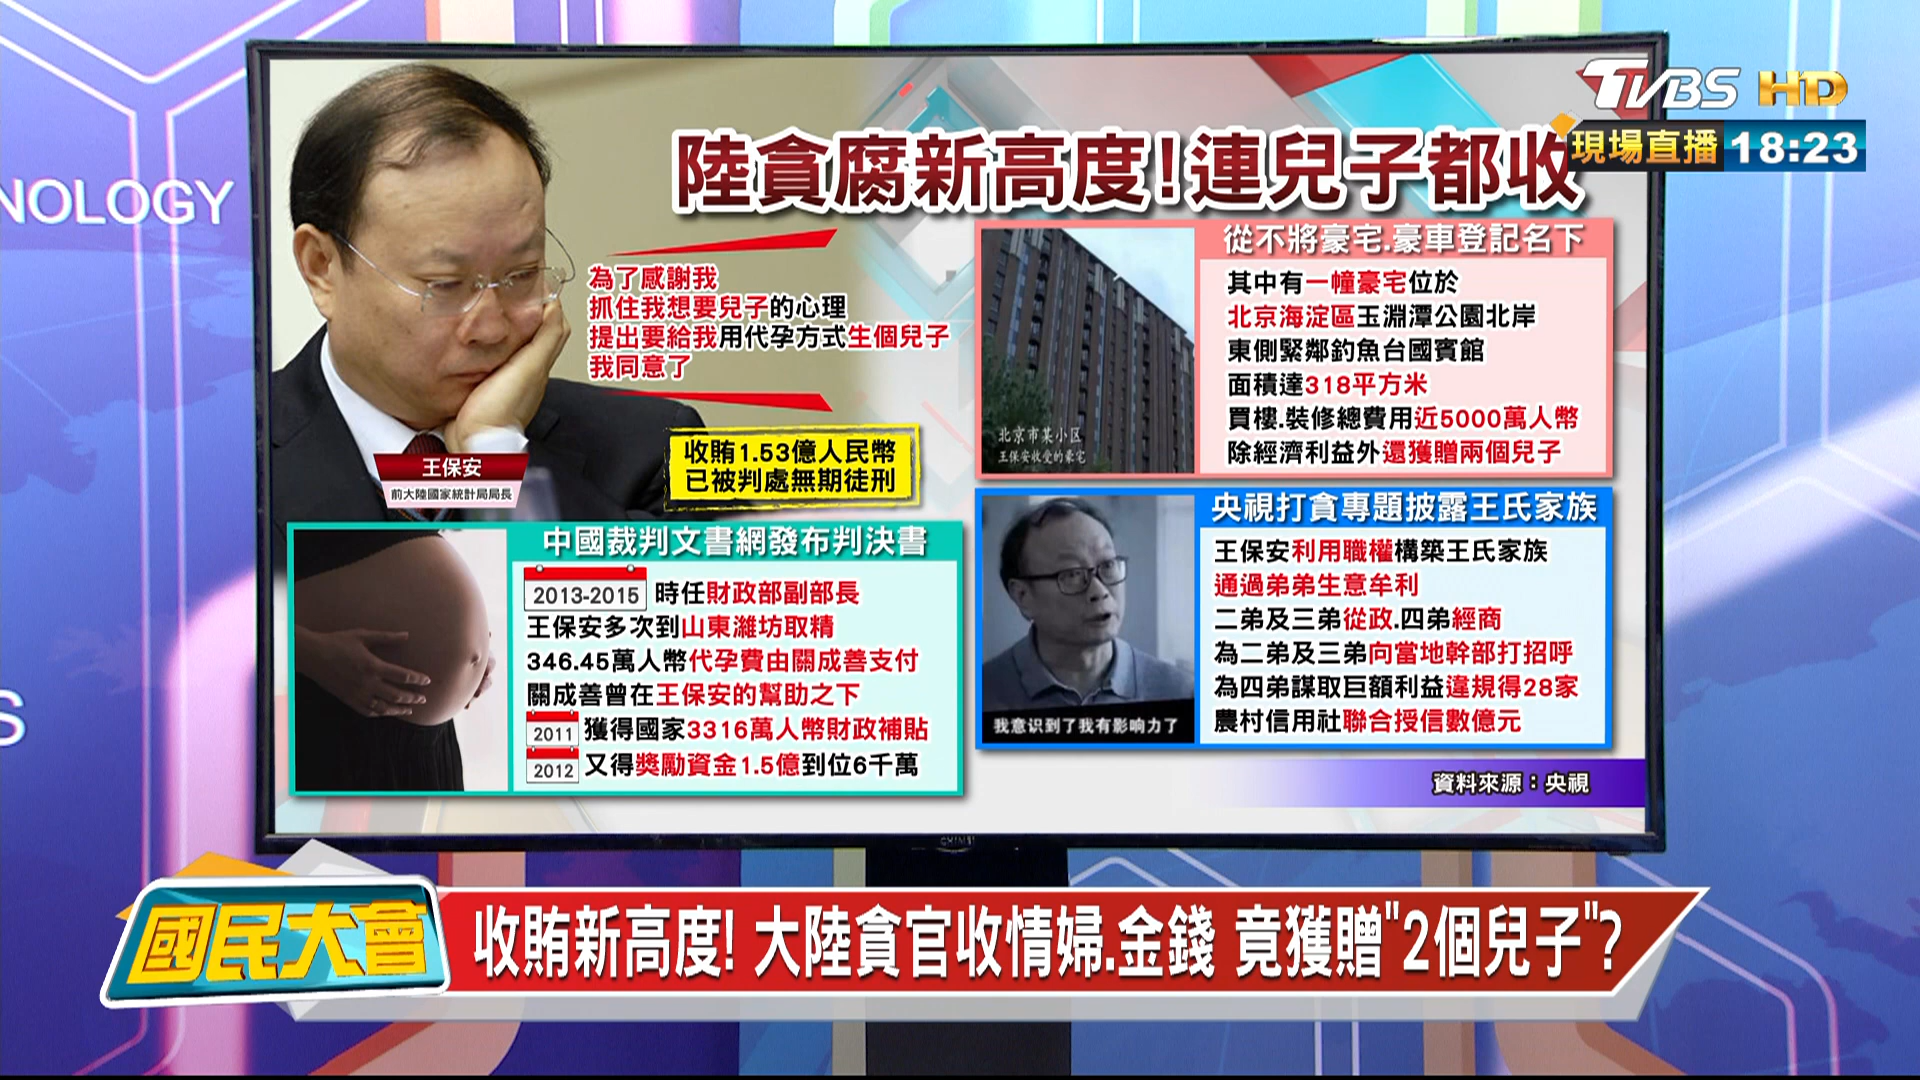 NOLOGY
S
TVBS HD
現場直播 18:23
陸貪腐新高度!連兒子都收
為了感謝我
抓住我想要兒子的心理
提出要給我用代孕方式生個兒子
我同意了
王保安
前大陸國家統計局局長
收賄1.53億人民幣
已被判處無期徒刑
從不將豪宅.豪車登記名下
其中有一幢豪宅位於
北京海淀區玉淵潭公園北岸
東側緊鄰釣魚台國賓館
面積達318平方米
買樓.裝修總費用近5000萬人幣
除經濟利益外還獲贈兩個兒子
北京市某小区
王保安收受的豪宅
中國裁判文書網發布判決書
2013-2015 時任財政部副部長
王保安多次到山東濰坊取精
346.45萬人幣代孕費由關成善支付
關成善曾在王保安的幫助之下
2011 獲得國家3316萬人幣財政補貼
2012 又得獎勵資金1.5億到位6千萬
央視打貪專題披露王氏家族
王保安利用職權構築王氏家族
通過弟弟生意牟利
二弟及三弟從政.四弟經商
為二弟及三弟向當地幹部打招呼
為四弟謀取巨額利益違規得28家
農村信用社聯合授信數億元
我意识到了我有影响力了
資料來源：央視
CHIMEI
國民大會
收賄新高度! 大陸貪官收情婦.金錢 竟獲贈"2個兒子"?